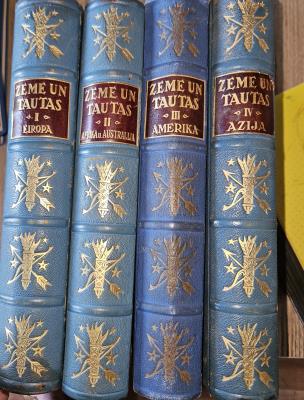 ZEME UN
TAUTAS
I
EIROPA
ZEME UN
TAUTAS
II
AFRIKA UN AUSTRALIJA
ZEME UN
TAUTAS
III
AMERIKA
ZEME UN
TAUTAS
IV
AZIJA